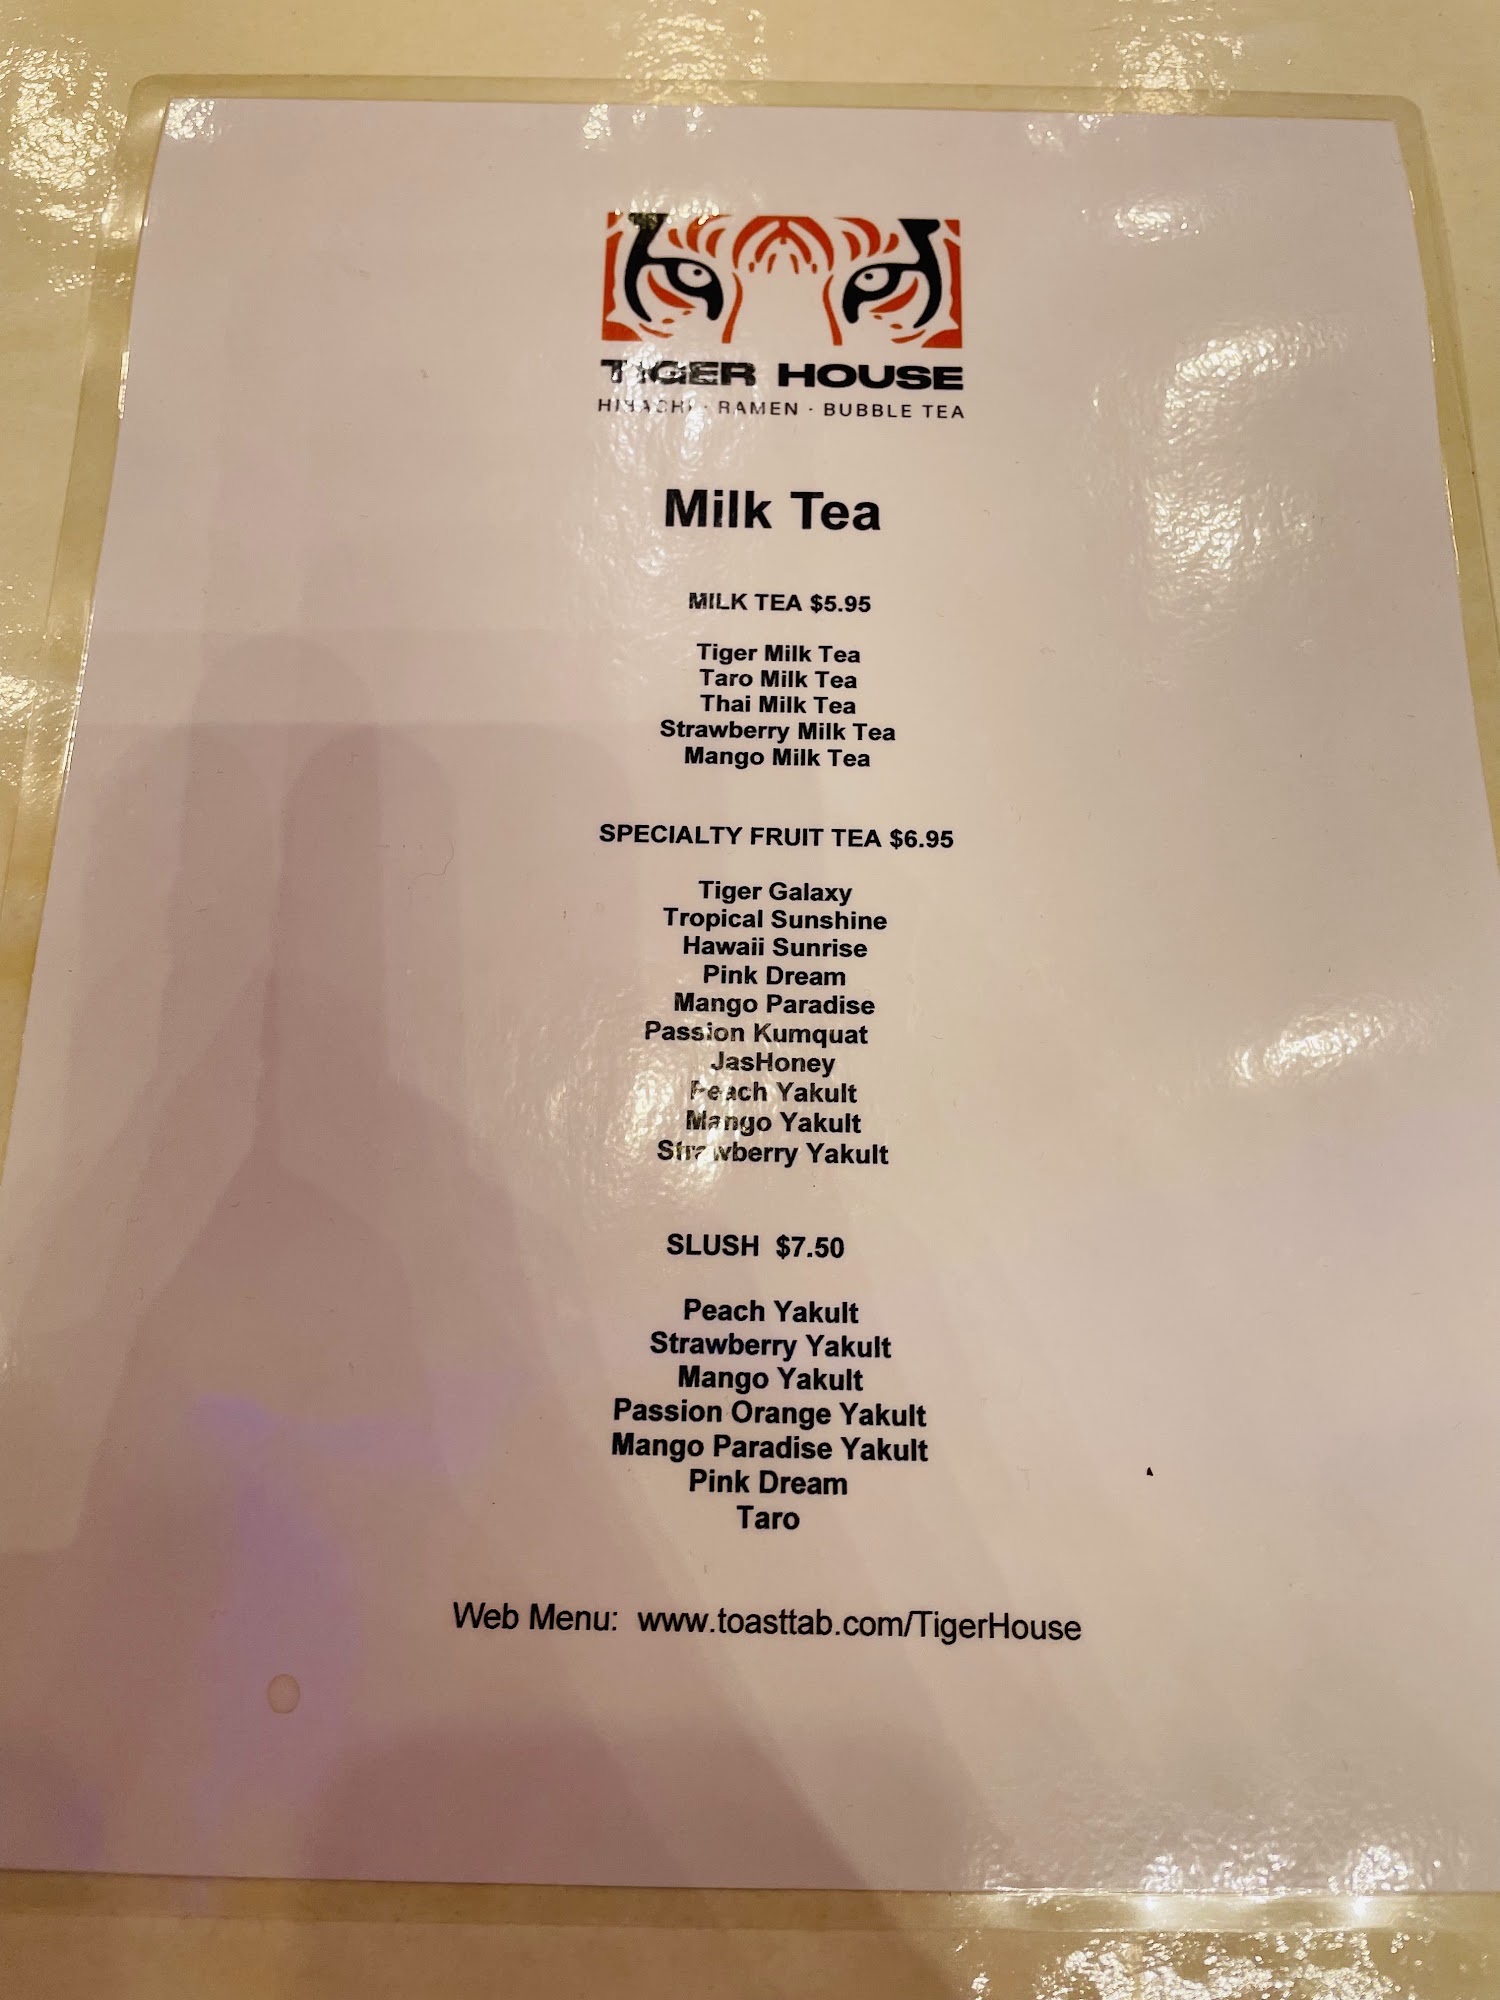 TIGER HOUSE
HIBACHI · RAMEN · BUBBLE TEA
Milk Tea
MILK TEA $5.95
Tiger Milk Tea
Taro Milk Tea
Thai Milk Tea
Strawberry Milk Tea
Mango Milk Tea
SPECIALTY FRUIT TEA $6.95
Tiger Galaxy
Tropical Sunshine
Hawaii Sunrise
Pink Dream
Mango Paradise
Passion Kumquat
JasHoney
Peach Yakult
Mango Yakult
Strawberry Yakult
SLUSH $7.50
Peach Yakult
Strawberry Yakult
Mango Yakult
Passion Orange Yakult
Mango Paradise Yakult
Pink Dream
Taro
Web Menu: www.toasttab.com/TigerHouse